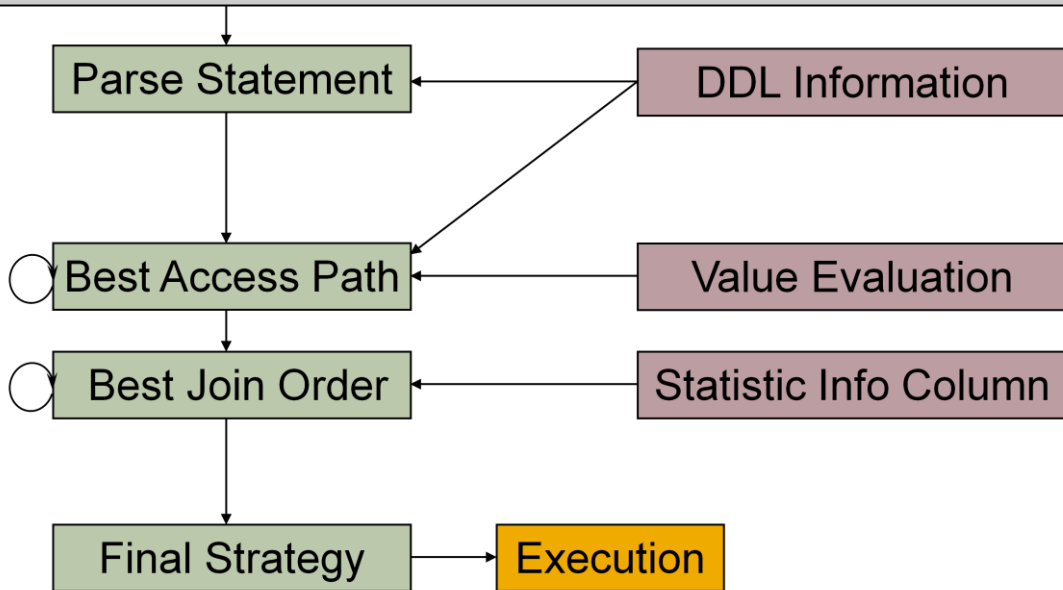 Parse Statement
DDL Information
Best Access Path
Value Evaluation
Best Join Order
Statistic Info Column
Final Strategy
Execution